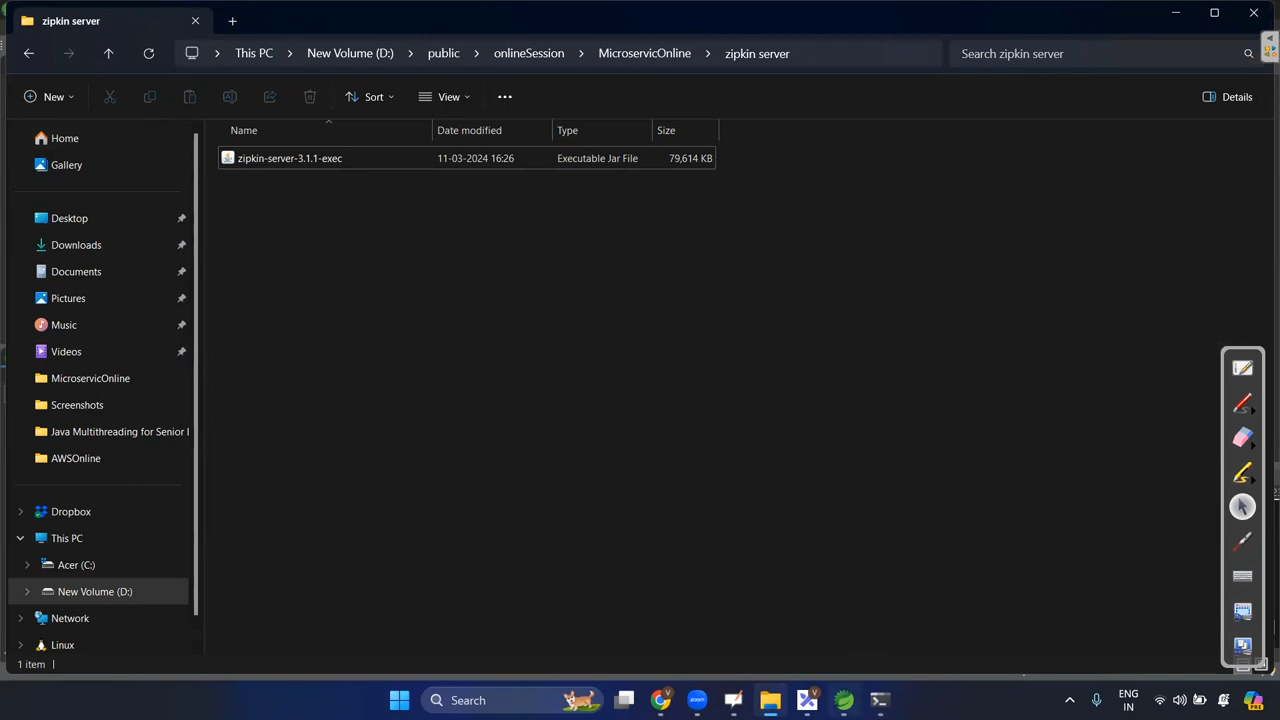 zipkin server
This PC > New Volume (D:) > public > onlineSession > MicroservicOnline > zipkin server
Search zipkin server
New
Sort
View
Details
Name Date modified Type Size
zipkin-server-3.1.1-exec 11-03-2024 16:26 Executable Jar File 79,614 KB
Home
Gallery
Desktop
Downloads
Documents
Pictures
Music
Videos
MicroservicOnline
Screenshots
Java Multithreading for Senior
AWSOnline
Dropbox
This PC
Acer (C:)
New Volume (D:)
Network
Linux
1 item
Search
zoom
ENG
IN